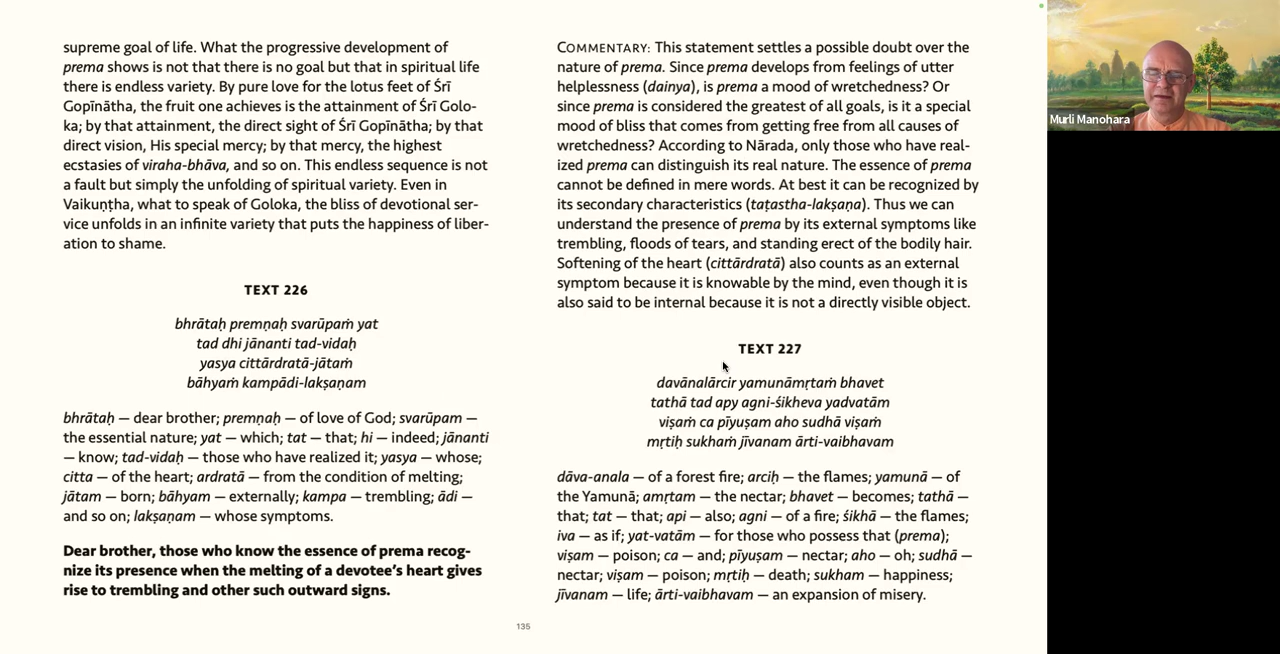 supreme goal of life. What the progressive development of
prema shows is not that there is no goal but that in spiritual life
there is endless variety. By pure love for the lotus feet of Śrī
Gopīnātha, the fruit one achieves is the attainment of Śrī Golo-
ka; by that attainment, the direct sight of Śrī Gopīnātha; by that
direct vision, His special mercy; by that mercy, the highest
ecstasies of viraha-bhāva, and so on. This endless sequence is not
a fault but simply the unfolding of spiritual variety. Even in
Vaikuṇṭha, what to speak of Goloka, the bliss of devotional ser-
vice unfolds in an infinite variety that puts the happiness of liber-
ation to shame.
TEXT 226
bhrātaḥ premṇaḥ svarūpaṁ yat
tad dhi jānanti tad-vidaḥ
yasya cittārdratā-jātaṁ
bāhyaṁ kampādi-lakṣaṇam
bhrātaḥ — dear brother; premṇaḥ — of love of God; svarūpam —
the essential nature; yat — which; tat — that; hi — indeed; jānanti
— know; tad-vidaḥ — those who have realized it; yasya — whose;
citta — of the heart; ardratā — from the condition of melting;
jātam — born; bāhyam — externally; kampa — trembling; ādi —
and so on; lakṣaṇam — whose symptoms.
Dear brother, those who know the essence of prema recog-
nize its presence when the melting of a devotee’s heart gives
rise to trembling and other such outward signs.
COMMENTARY: This statement settles a possible doubt over the
nature of prema. Since prema develops from feelings of utter
helplessness (dainya), is prema a mood of wretchedness? Or
since prema is considered the greatest of all goals, is it a special
mood of bliss that comes from getting free from all causes of
wretchedness? According to Nārada, only those who have real-
ized prema can distinguish its real nature. The essence of prema
cannot be defined in mere words. At best it can be recognized by
its secondary characteristics (taṭastha-lakṣaṇa). Thus we can
understand the presence of prema by its external symptoms like
trembling, floods of tears, and standing erect of the bodily hair.
Softening of the heart (cittārdratā) also counts as an external
symptom because it is knowable by the mind, even though it is
also said to be internal because it is not a directly visible object.
TEXT 227
davānalārcir yamunāmṛtaṁ bhavet
tathā tad apy agni-śikheva yadvatām
viṣaṁ ca pīyuṣam aho sudhā viṣaṁ
mṛtiḥ sukhaṁ jīvanam ārti-vaibhavam
dāva-anala — of a forest fire; arciḥ — the flames; yamunā — of
the Yamunā; amṛtam — the nectar; bhavet — becomes; tathā —
that; tat — that; api — also; agni — of a fire; śikhā — the flames;
iva — as if; yat-vatām — for those who possess that (prema);
viṣam — poison; ca — and; pīyuṣam — nectar; aho — oh; sudhā —
nectar; viṣam — poison; mṛtiḥ — death; sukham — happiness;
jīvanam — life; ārti-vaibhavam — an expansion of misery.
135
Murli Manohara